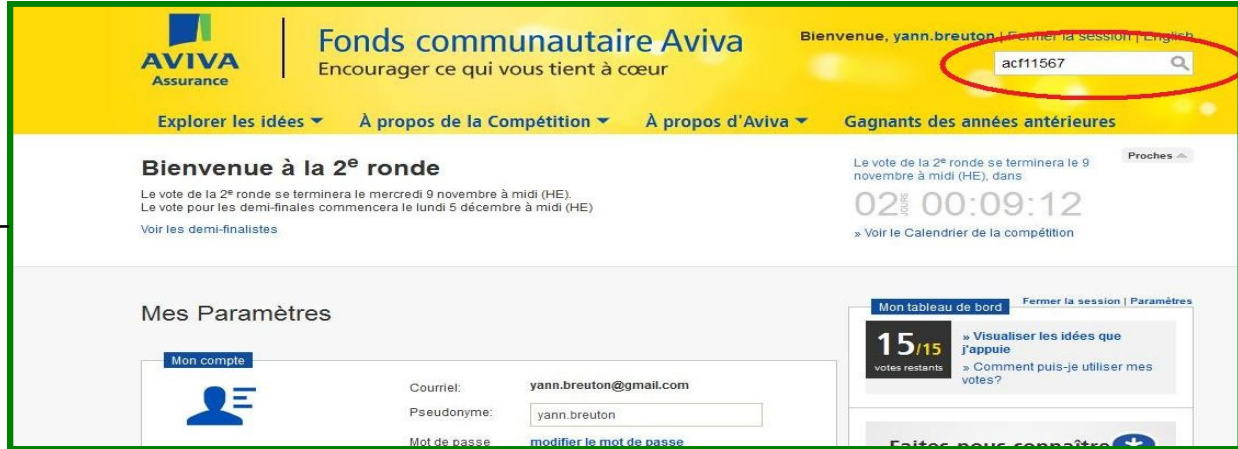 AVIVA
Assurance
Fonds communautaire Aviva
Encourager ce qui vous tient à cœur
Bienvenue, yann.breuton | Fermer la session | English
acf11567
Explorer les idées À propos de la Compétition À propos d'Aviva Gagnants des années antérieures
Bienvenue à la 2e ronde
Le vote de la 2e ronde se terminera le mercredi 9 novembre à midi (HE).
Le vote pour les demi-finales commencera le lundi 5 décembre à midi (HE)
Voir les demi-finalistes
Proches
Le vote de la 2e ronde se terminera le 9
novembre à midi (HE), dans
02 JOURS 00:09:12
» Voir le Calendrier de la compétition
Mes Paramètres
Mon compte
Courriel: yann.breuton@gmail.com
Pseudonyme: yann.breuton
Mot de passe modifier le mot de passe
Fermer la session | Paramètres
Mon tableau de bord
15/15
votes restants
» Visualiser les idées que
j'appuie
» Comment puis-je utiliser mes
votes?
Faites-nous connaître